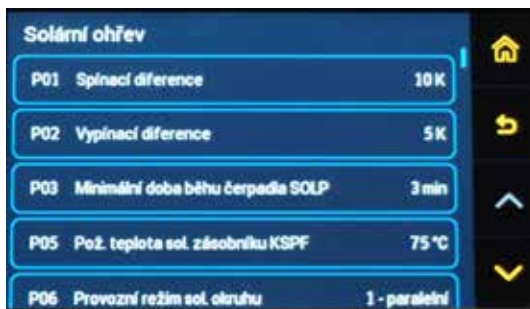 Solární ohřev
P01 Spínací diference 10 K
P02 Vypínací diference 5 K
P03 Minimální doba běhu čerpadla SOLP 3 min
P05 Pož. teplota sol. zásobníku KSPF 75 °C
P06 Provozní režim sol. okruhu 1 - paralelní